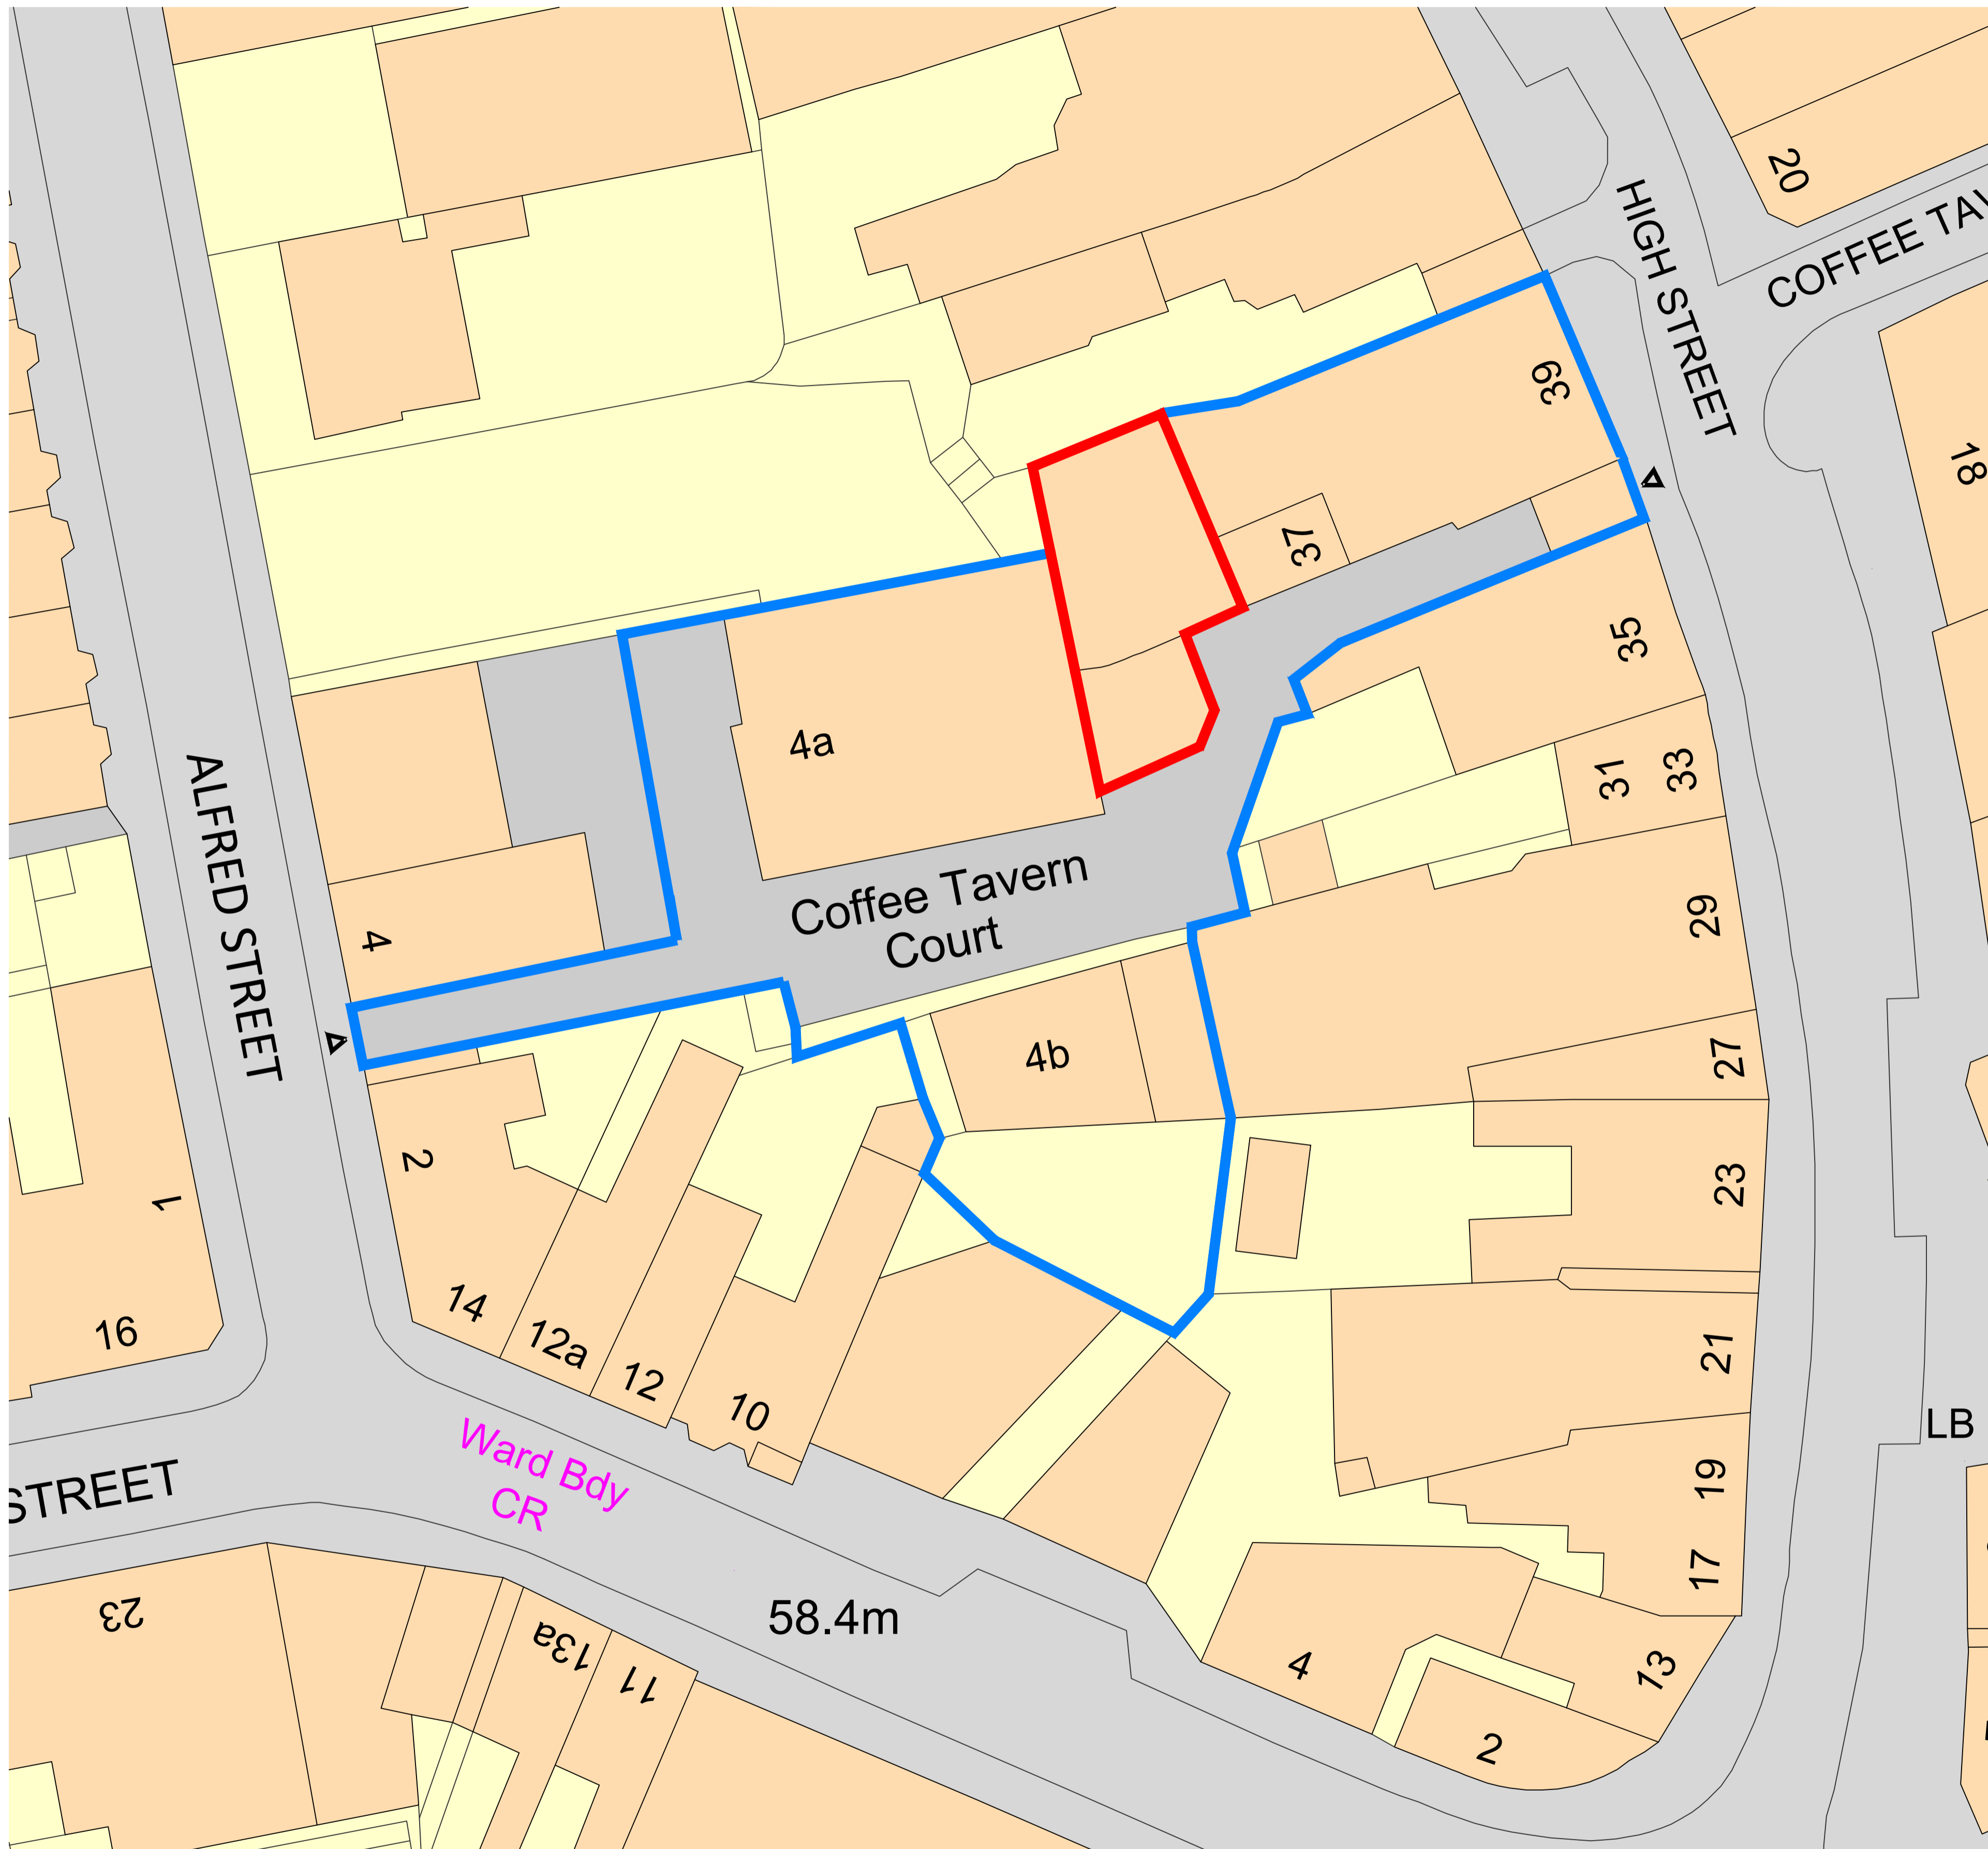 20
HIGH STREET
COFFEE TAV
39
18
37
35
4a
31
33
ALFRED STREET
Coffee Tavern
Court
29
4
4b
27
2
1
23
14
16
12a
12
10
21
LB
Ward Bdy
CR
19
STREET
17
23
13a
58.4m
11
4
13
2